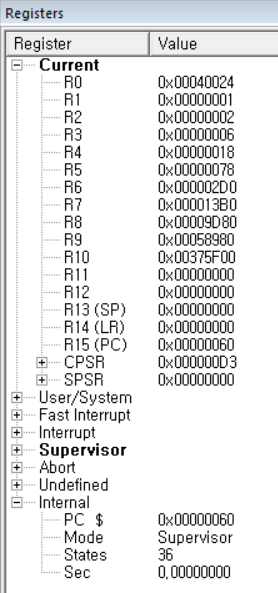 Registers
Register Value
Current
R0 0x00040024
R1 0x00000001
R2 0x00000002
R3 0x00000006
R4 0x00000018
R5 0x00000078
R6 0x000002D0
R7 0x000013B0
R8 0x00009D80
R9 0x00058980
R10 0x00375F00
R11 0x00000000
R12 0x00000000
R13 (SP) 0x00000000
R14 (LR) 0x00000000
R15 (PC) 0x00000060
CPSR 0x000000D3
SPSR 0x00000000
User/System
Fast Interrupt
Interrupt
Supervisor
Abort
Undefined
Internal
PC $ 0x00000060
Mode Supervisor
States 36
Sec 0,00000000